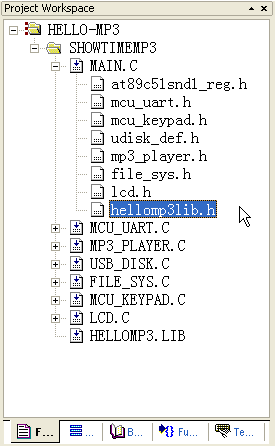 Project Workspace
HELLO-MP3
SHOWTIMEMP3
MAIN.C
at89c51snd1_reg.h
mcu_uart.h
mcu_keypad.h
udisk_def.h
mp3_player.h
file_sys.h
lcd.h
hellomp3lib.h
MCU_UART.C
MP3_PLAYER.C
USB_DISK.C
FILE_SYS.C
MCU_KEYPAD.C
LCD.C
HELLOMP3.LIB
F... ... B... Fu... Te...